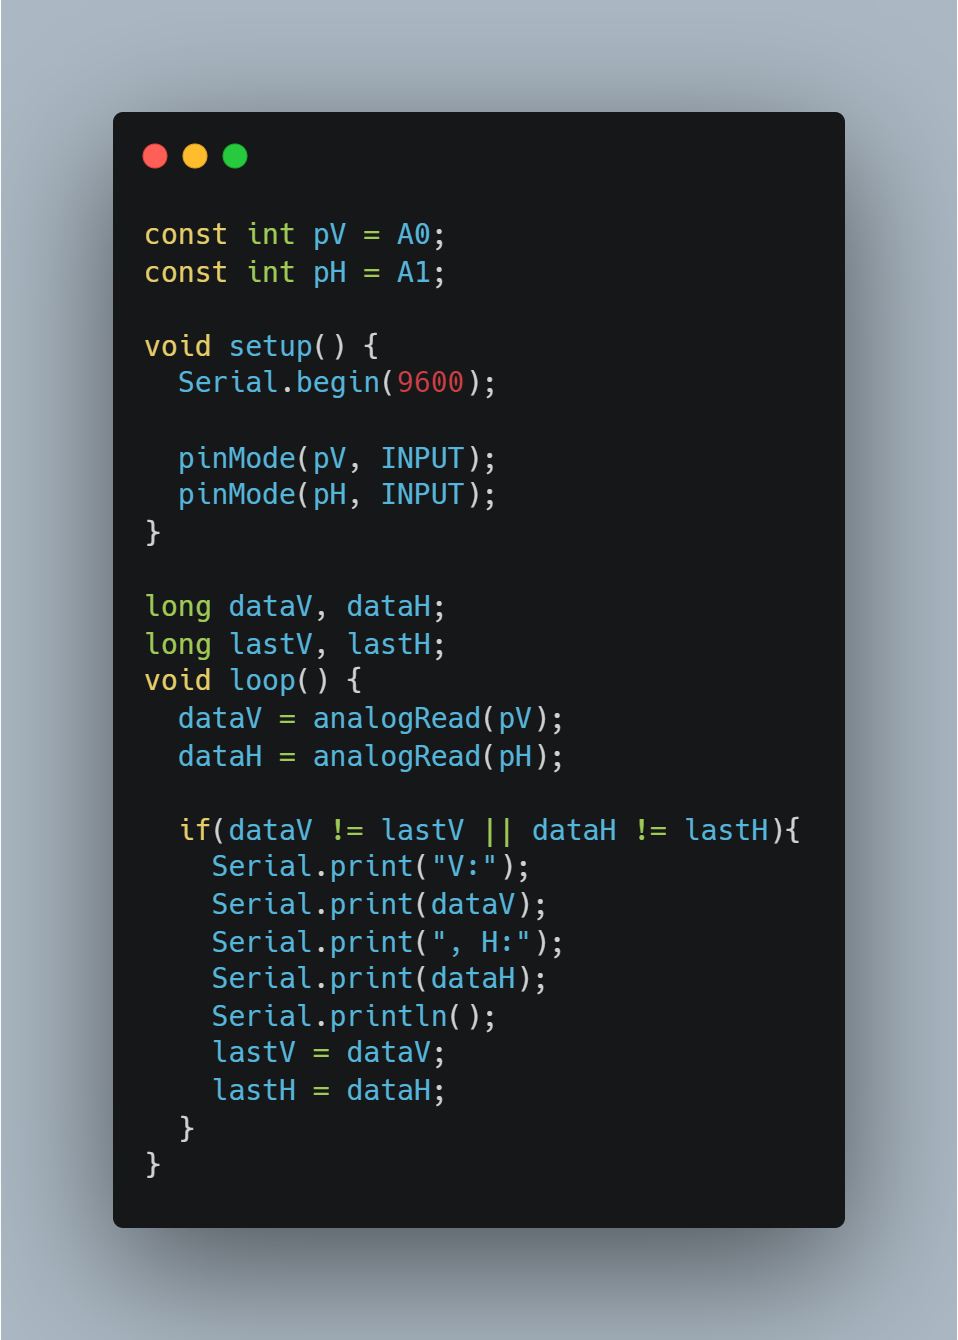 const int pV = A0;
const int pH = A1;

void setup() {
  Serial.begin(9600);

  pinMode(pV, INPUT);
  pinMode(pH, INPUT);
}

long dataV, dataH;
long lastV, lastH;
void loop() {
  dataV = analogRead(pV);
  dataH = analogRead(pH);

  if(dataV != lastV || dataH != lastH){
    Serial.print("V:");
    Serial.print(dataV);
    Serial.print(", H:");
    Serial.print(dataH);
    Serial.println();
    lastV = dataV;
    lastH = dataH;
  }
}